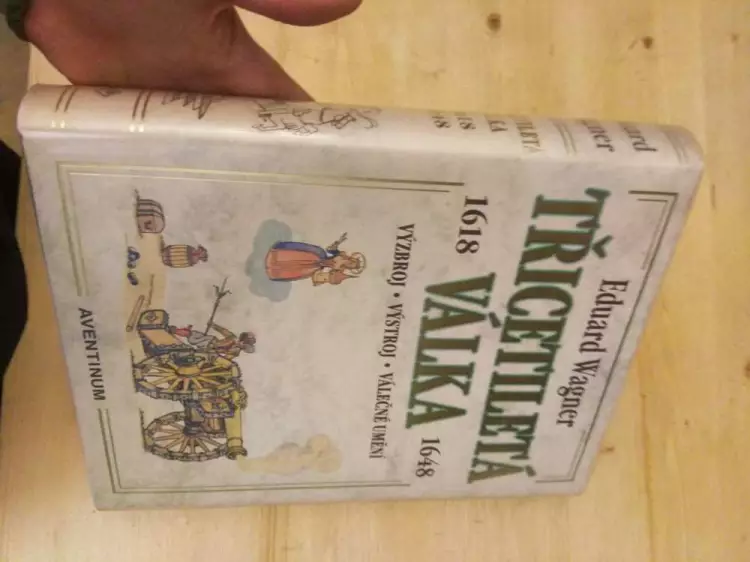 Eduard Wagner
TŘICETILETÁ
1618 VÁLKA 1648
VÝZBROJ • VÝSTROJ • VÁLEČNÉ UMĚNÍ
AVENTINUM